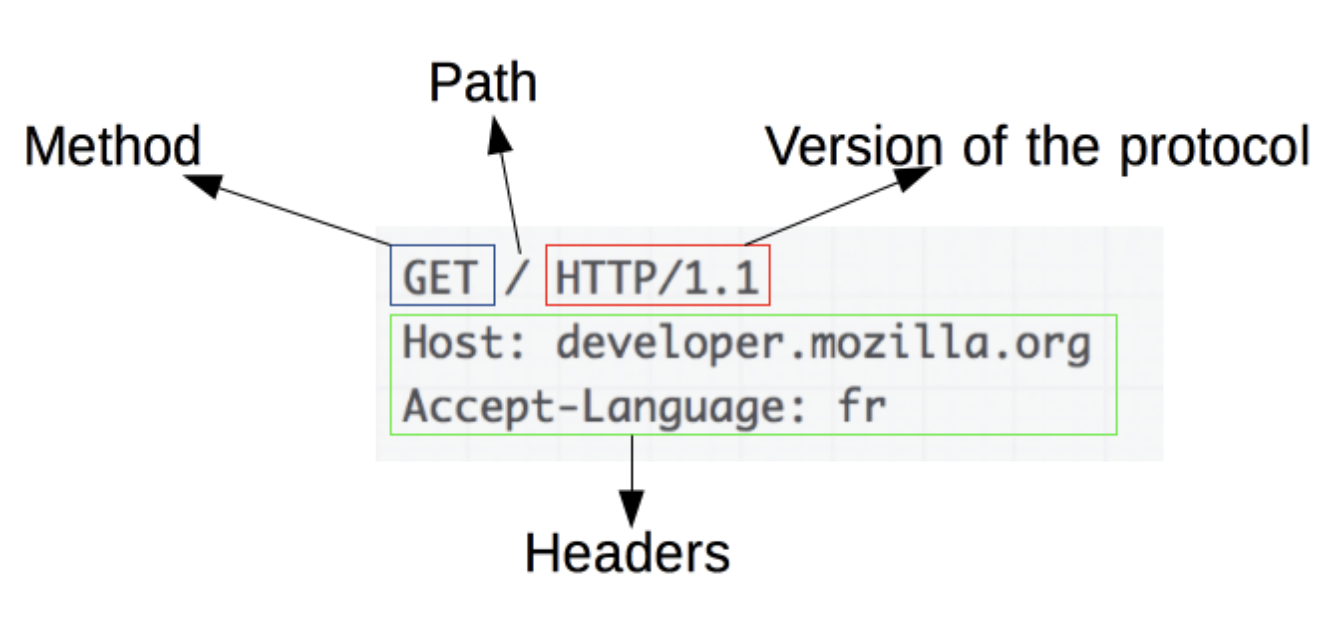 Path
Method
Version of the protocol
GET / HTTP/1.1
Host: developer.mozilla.org
Accept-Language: fr
Headers